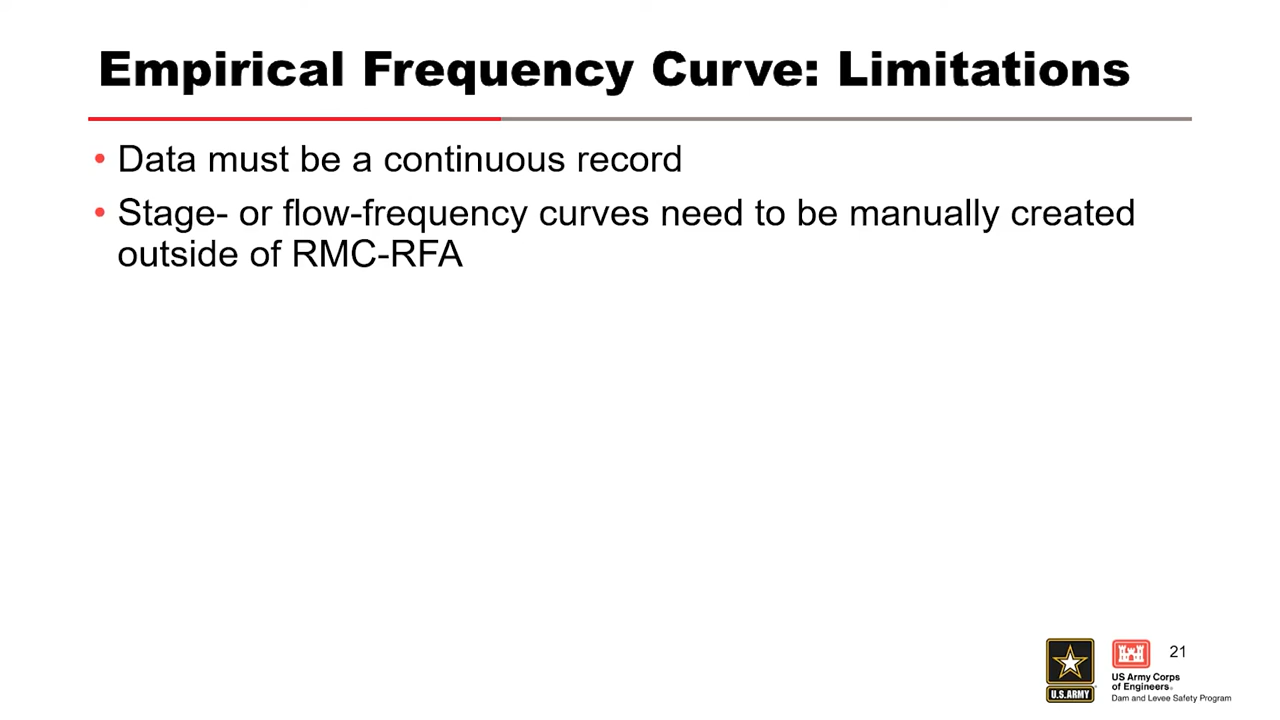 Empirical Frequency Curve: Limitations
• Data must be a continuous record
• Stage- or flow-frequency curves need to be manually created
outside of RMC-RFA
21
U.S.ARMY
US Army Corps
of Engineers®
Dam and Levee Safety Program